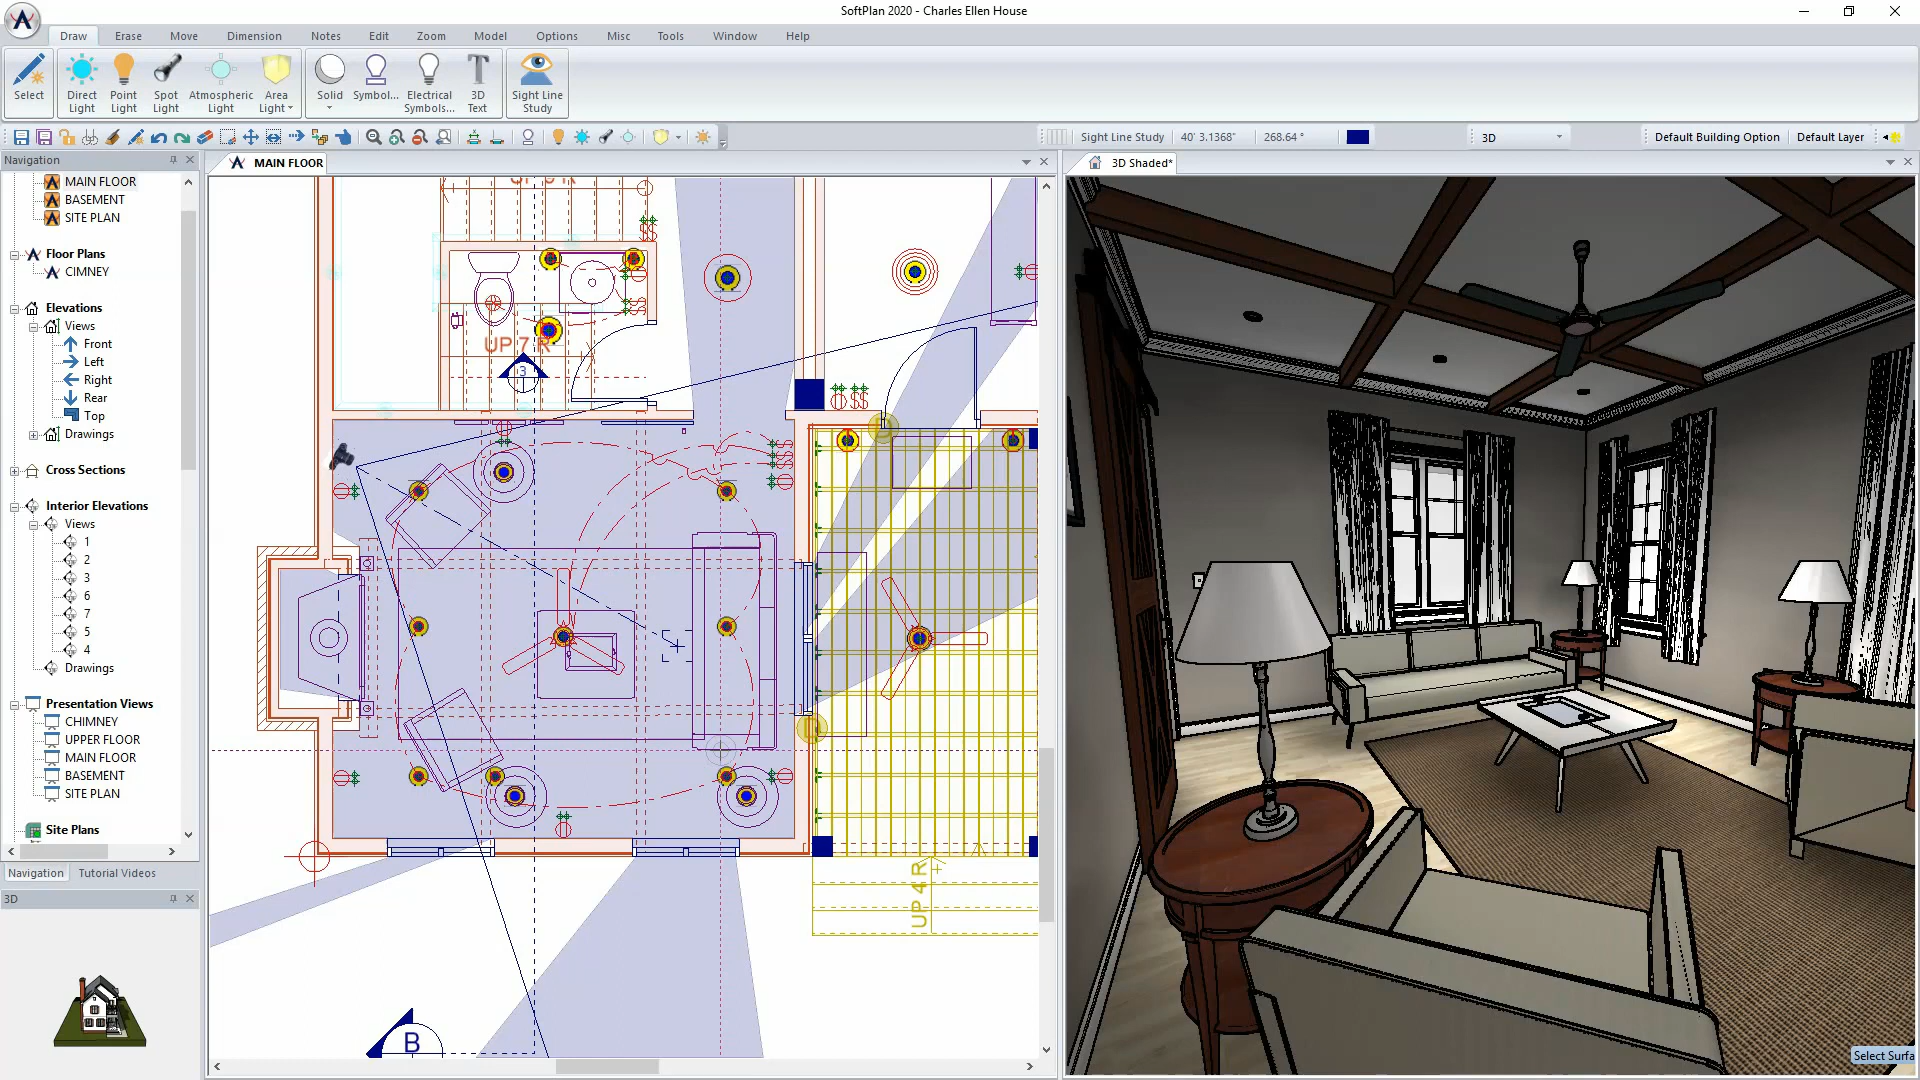 SoftPlan 2020 - Charles Ellen House
Draw Erase Move Dimension Notes Edit Zoom Model Options Misc Tools Window Help
Select
Direct Light
Point Light
Spot Light
Atmospheric Light
Area Light
Solid
Symbol...
Electrical Symbols...
3D Text
Sight Line Study
Sight Line Study 40' 3.1368" 268.64 ° 3D Default Building Option Default Layer
Navigation
MAIN FLOOR
BASEMENT
SITE PLAN
Floor Plans
CIMNEY
Elevations
Views
Front
Left
Right
Rear
Top
Drawings
Cross Sections
Interior Elevations
Views
1
2
3
6
7
5
4
Drawings
Presentation Views
CHIMNEY
UPPER FLOOR
MAIN FLOOR
BASEMENT
SITE PLAN
Site Plans
Navigation Tutorial Videos
3D
MAIN FLOOR
UP 7 R
3
UP 4 R
B
3D Shaded*
Select Surfa